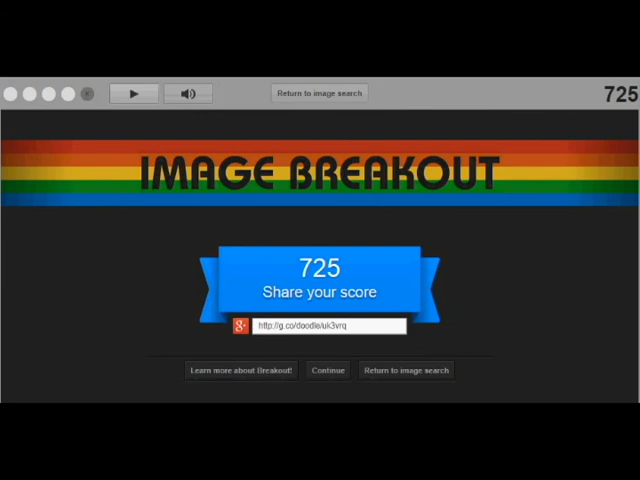 Return to image search
725
IMAGE BREAKOUT
725
Share your score
g+ http://g.co/doodle/uk3vrq
Learn more about Breakout! Continue Return to image search